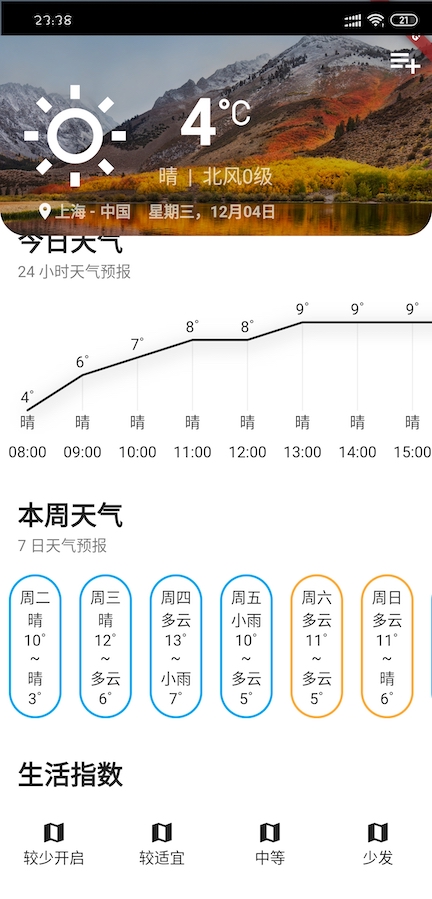 23:38
21
4℃
晴 | 北风0级
上海 - 中国 星期三，12月04日
今日天气
24 小时天气预报
4° 6° 7° 8° 8° 9° 9° 9°
晴 晴 晴 晴 晴 晴 晴 晴
08:00 09:00 10:00 11:00 12:00 13:00 14:00 15:00
本周天气
7 日天气预报
周二 周三 周四 周五 周六 周日
晴 晴 多云 小雨 多云 多云
10° 12° 13° 10° 11° 11°
~ ~ ~ ~ ~ ~
晴 多云 小雨 多云 多云 晴
3° 6° 7° 5° 5° 6°
生活指数
较少开启 较适宜 中等 少发